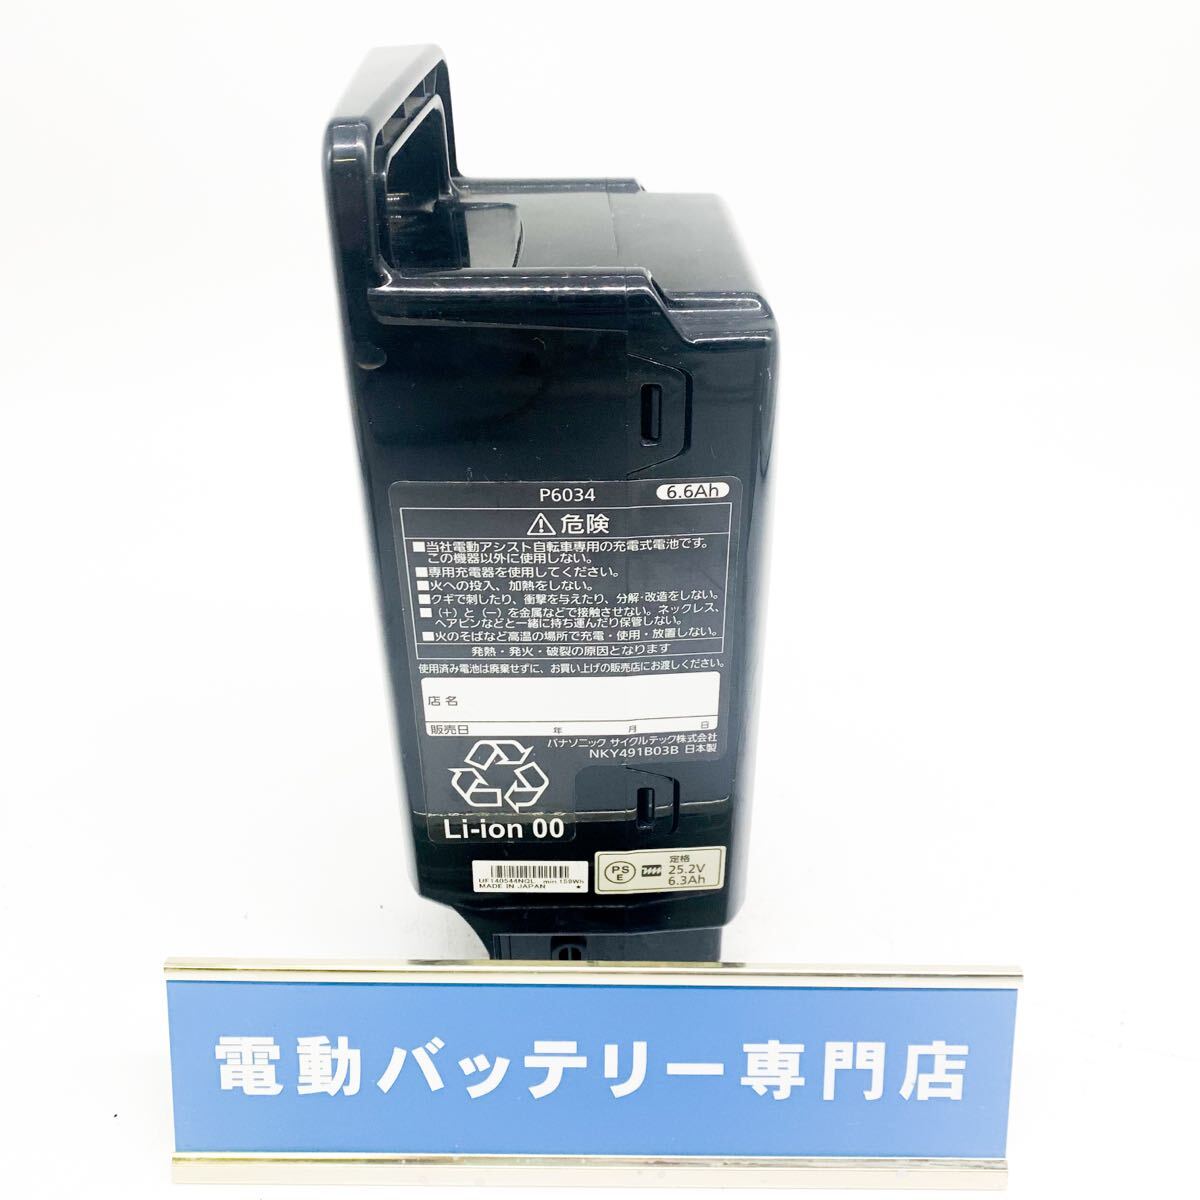 P6034 6.6Ah
危険
■当社電動アシスト自転車専用の充電式電池です。
この機器以外に使用しない。
■専用充電器を使用してください。
■火への投入、加熱をしない。
■クギで刺したり、衝撃を与えたり、分解・改造をしない。
■（+）と（−）を金属などで接触させない。ネックレス、
ヘアピンなどと一緒に持ち運んだり保管しない。
■火のそばなど高温の場所で充電・使用・放置しない。
発熱・発火・破裂の原因となります
使用済み電池は廃棄せずに、お買い上げの販売店にお渡しください。
店名
販売日 年 月 日
パナソニック サイクルテック株式会社
NKY491B03B 日本製
Li-ion 00
UF140544NQL min.159Wh
MADE IN JAPAN ★
PS
E
定格
25.2V
6.3Ah
電動バッテリー専門店